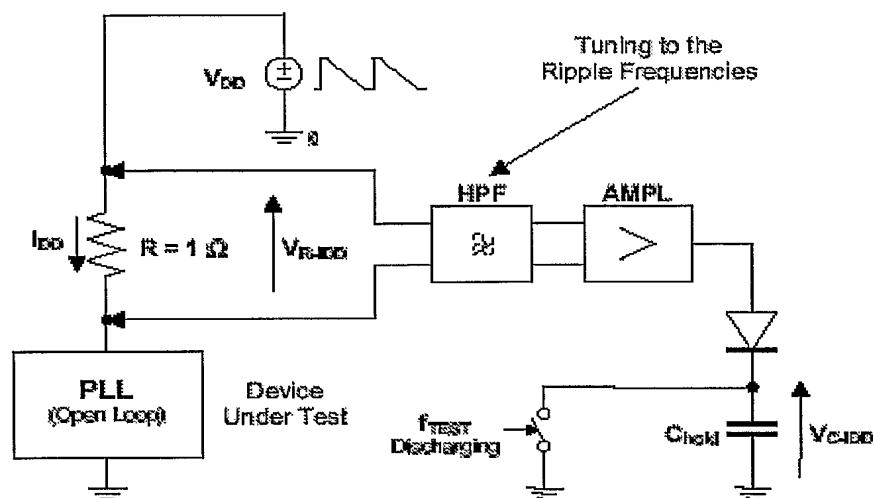 Tuning to the
Ripple Frequencies
VDD
0
HPF
AMPL.
IDD
R = 1 Ω
VR-IDD
PLL
(Open Loop)
Device
Under Test
fTEST
Discharging
Chold
VC-IDD